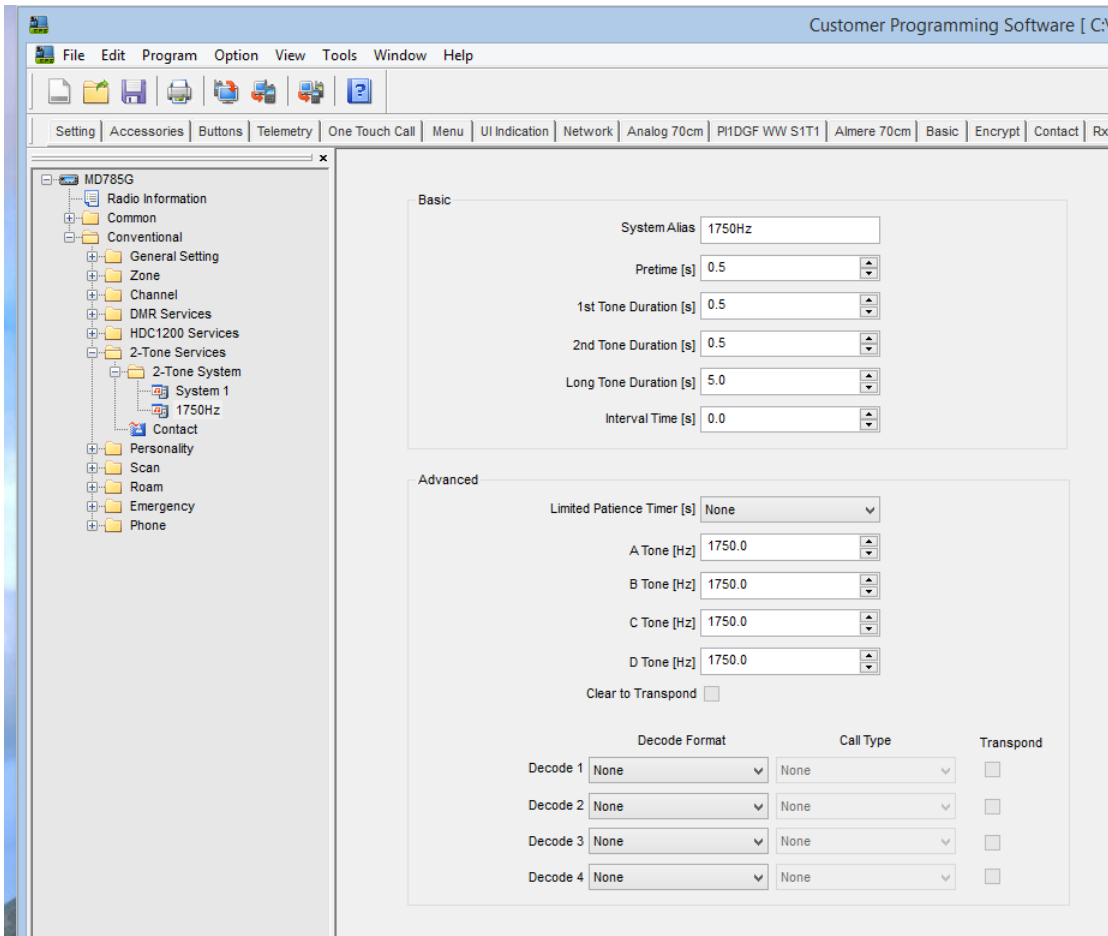 Customer Programming Software [ C:\
File Edit Program Option View Tools Window Help
Setting Accessories Buttons Telemetry One Touch Call Menu UI Indication Network Analog 70cm PI1DGF WW S1T1 Almere 70cm Basic Encrypt Contact Rx
MD785G
Radio Information
Common
Conventional
General Setting
Zone
Channel
DMR Services
HDC1200 Services
2-Tone Services
2-Tone System
System 1
1750Hz
Contact
Personality
Scan
Roam
Emergency
Phone
Basic
System Alias 1750Hz
Pretime [s] 0.5
1st Tone Duration [s] 0.5
2nd Tone Duration [s] 0.5
Long Tone Duration [s] 5.0
Interval Time [s] 0.0
Advanced
Limited Patience Timer [s] None
A Tone [Hz] 1750.0
B Tone [Hz] 1750.0
C Tone [Hz] 1750.0
D Tone [Hz] 1750.0
Clear to Transpond
Decode Format Call Type Transpond
Decode 1 None None
Decode 2 None None
Decode 3 None None
Decode 4 None None